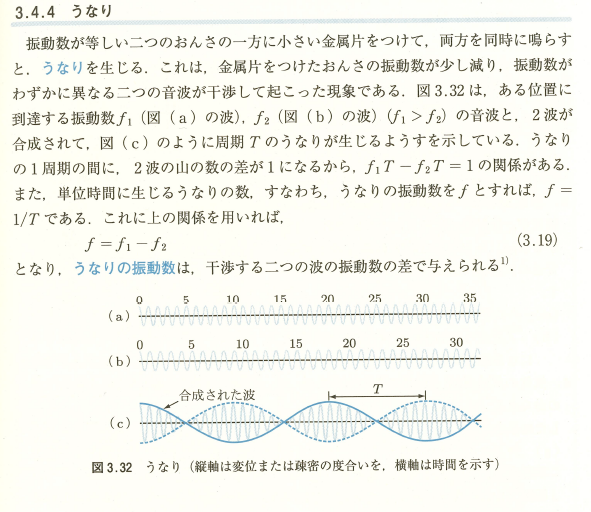 3.4.4 うなり
振動数が等しい二つのおんさの一方に小さい金属片をつけて,両方を同時に鳴らす
と,うなりを生じる.これは,金属片をつけたおんさの振動数が少し減り,振動数が
わずかに異なる二つの音波が干渉して起こった現象である.図3.32は,ある位置に
到達する振動数f₁(図(a)の波),f₂(図(b)の波)(f₁>f₂)の音波と,2波が
合成されて,図(c)のように周期Tのうなりが生じるようすを示している.うなり
の1周期の間に,2波の山の数の差が1になるから,f₁T-f₂T=1の関係がある.
また,単位時間に生じるうなりの数,すなわち,うなりの振動数をfとすれば,f=
1/Tである.これに上の関係を用いれば,
f=f₁-f₂ (3.19)
となり,うなりの振動数は,干渉する二つの波の振動数の差で与えられる¹⁾.
0 5 10 15 20 25 30 35
(a)
0 5 10 15 20 25 30
(b)
合成された波 T
(c)
図3.32 うなり(縦軸は変位または疎密の度合いを,横軸は時間を示す)